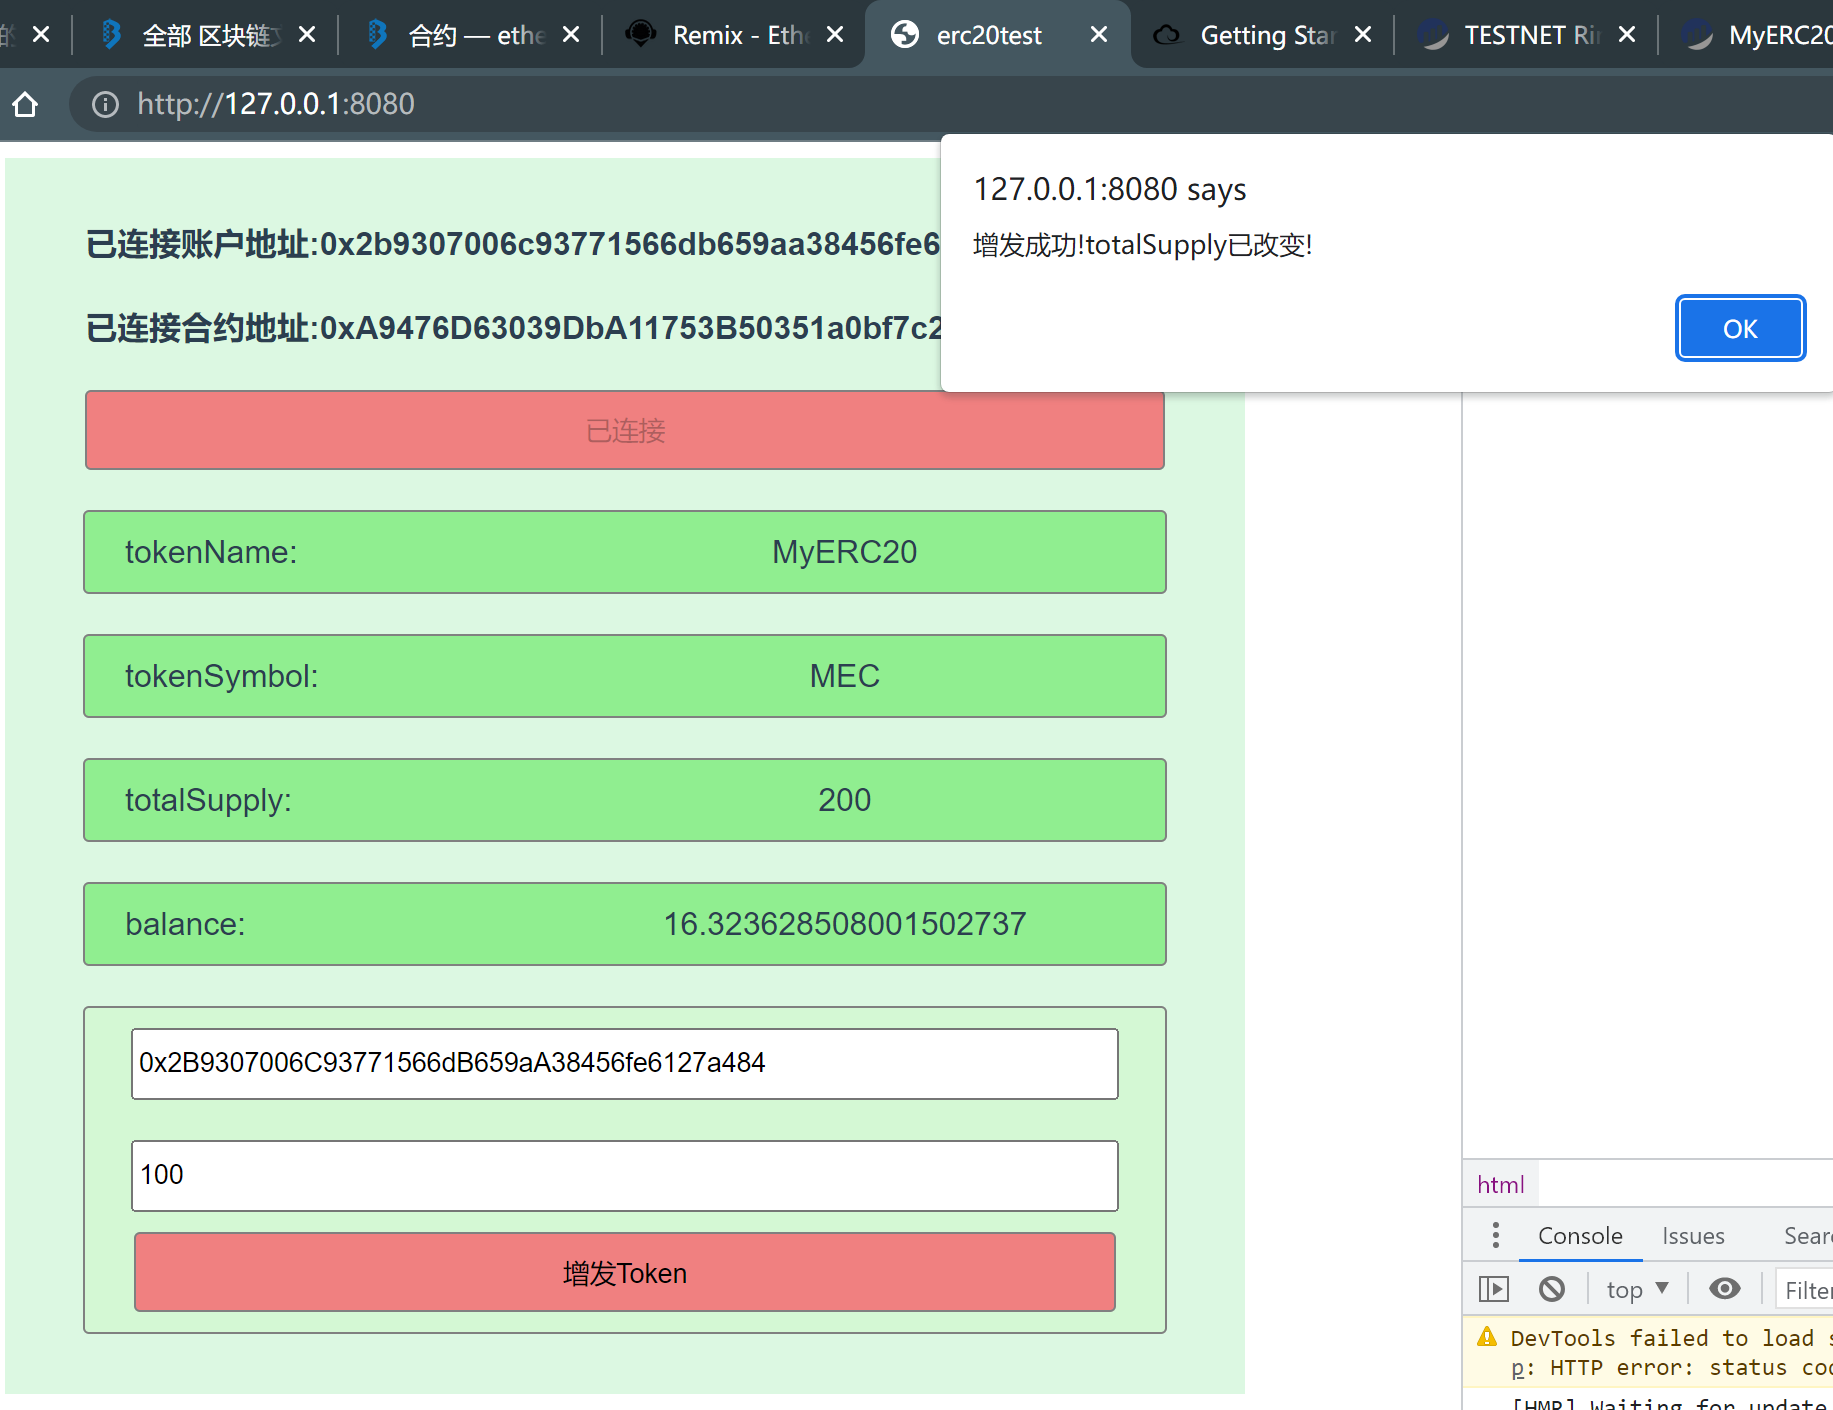 全部 区块链
合约 — ethe
Remix - Eth
erc20test
Getting Star
TESTNET Ri
MyERC20
http://127.0.0.1:8080
127.0.0.1:8080 says
增发成功!totalSupply已改变!
OK
已连接账户地址:0x2b9307006c93771566db659aa38456fe6
已连接合约地址:0xA9476D63039DbA11753B50351a0bf7c2
已连接
tokenName: MyERC20
tokenSymbol: MEC
totalSupply: 200
balance: 16.323628508001502737
0x2B9307006C93771566dB659aA38456fe6127a484
100
增发Token
html
Console Issues Sear
top Filter
DevTools failed to load s
p: HTTP error: status cod
[HMR] Waiting for update